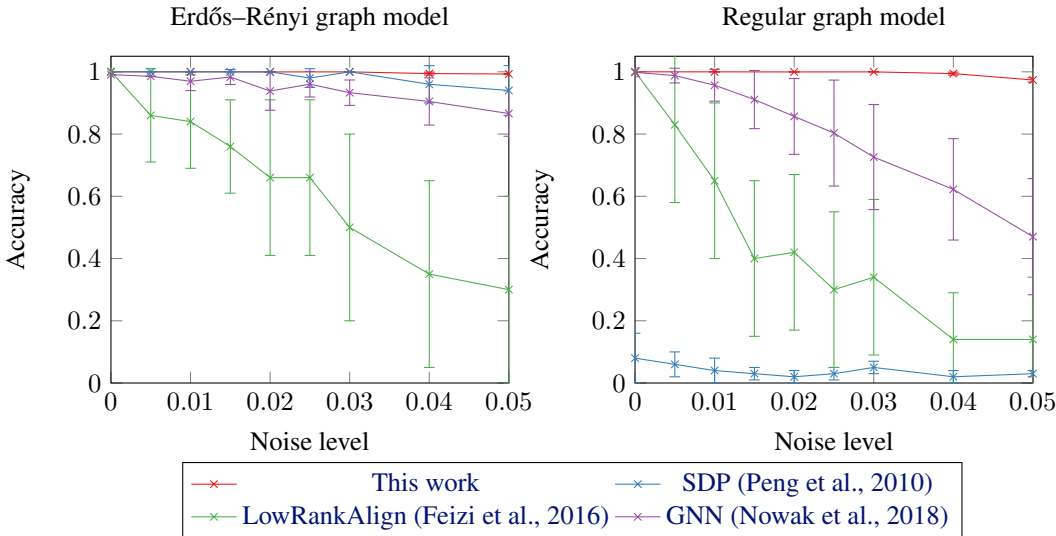 Erdős–Rényi graph model
Accuracy
1
0.8
0.6
0.4
0.2
0
0 0.01 0.02 0.03 0.04 0.05
Noise level
Regular graph model
Accuracy
1
0.8
0.6
0.4
0.2
0
0 0.01 0.02 0.03 0.04 0.05
Noise level
This work SDP (Peng et al., 2010)
LowRankAlign (Feizi et al., 2016) GNN (Nowak et al., 2018)